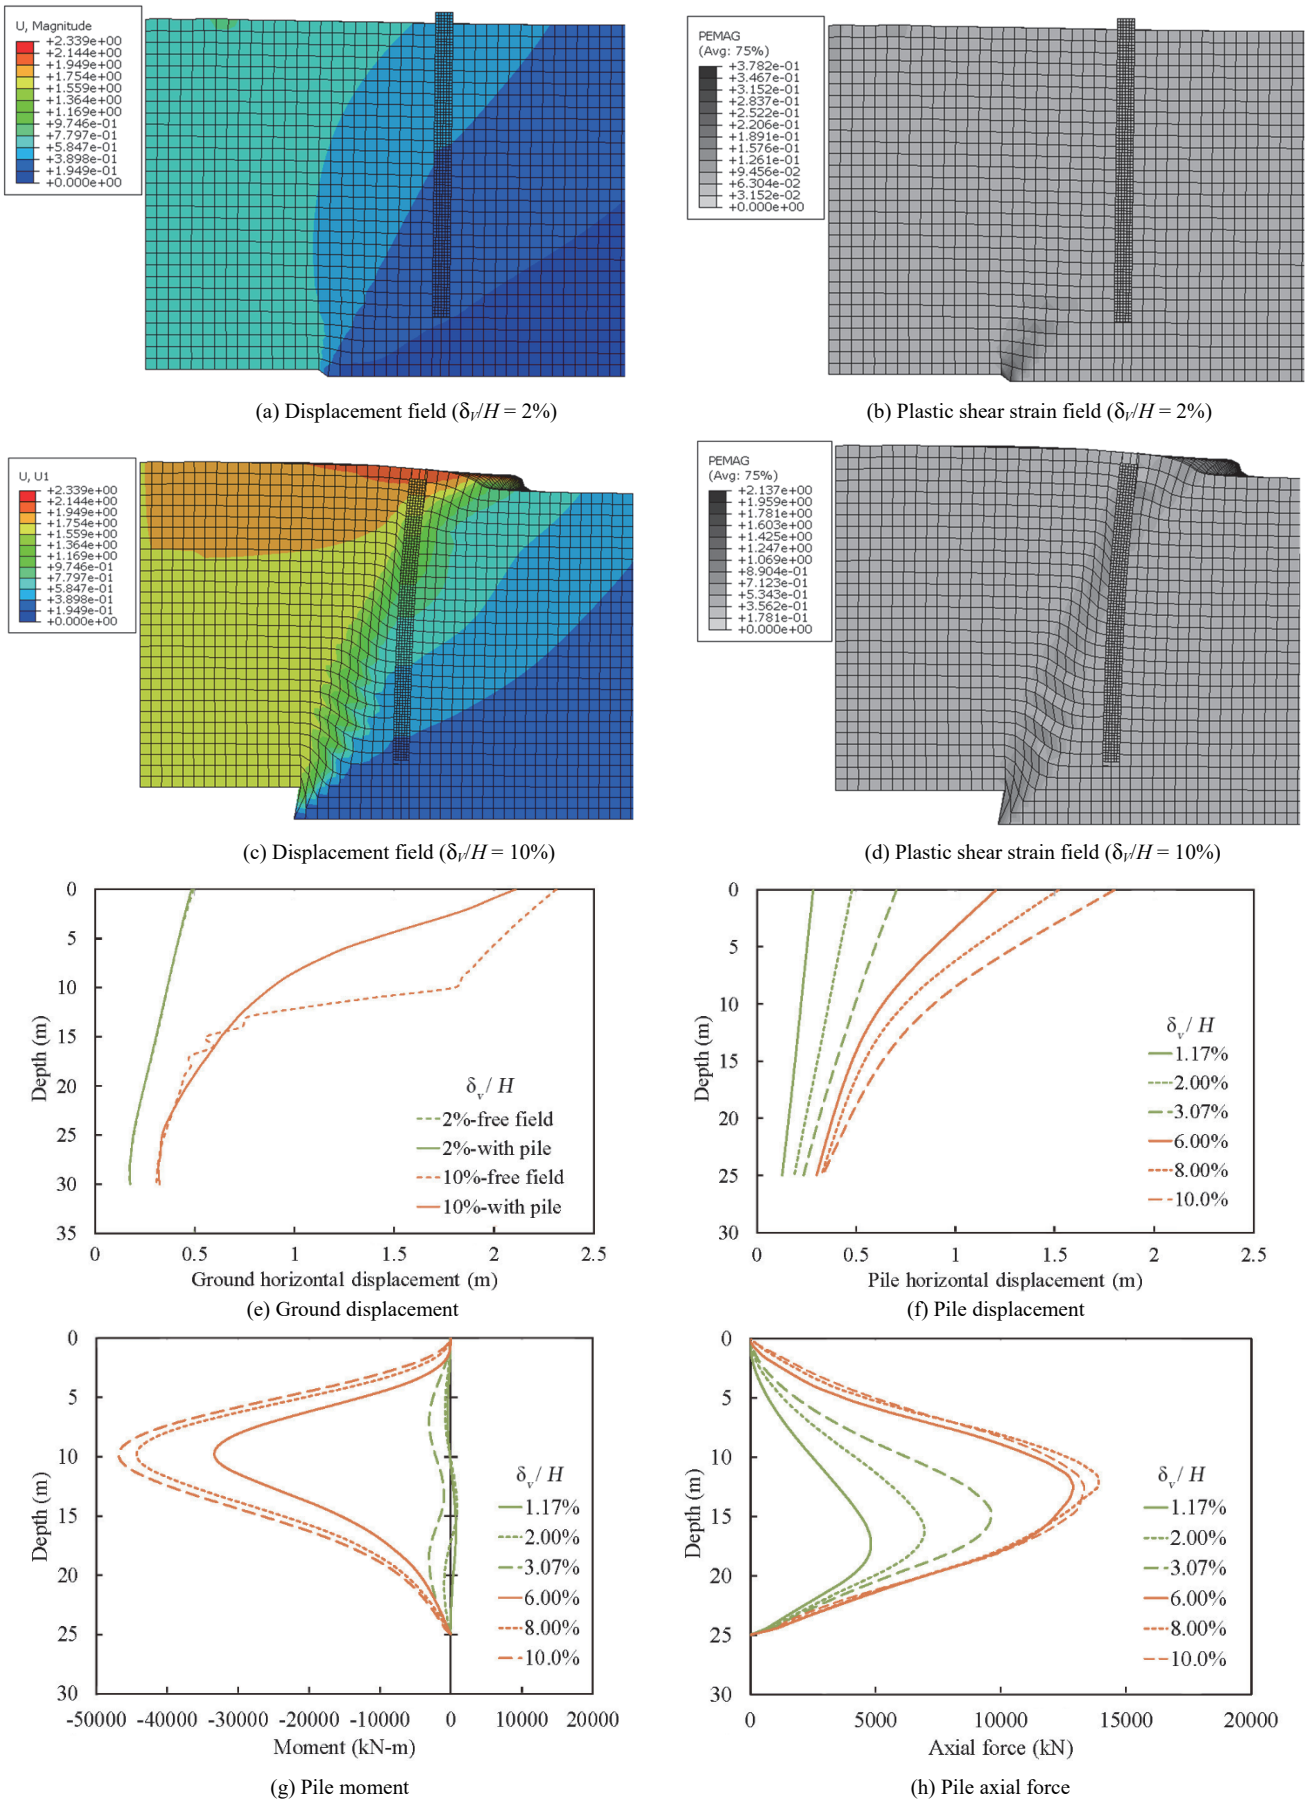 U, Magnitude
+2.339e+00
+2.144e+00
+1.949e+00
+1.754e+00
+1.559e+00
+1.364e+00
+1.169e+00
+9.746e-01
+7.797e-01
+5.847e-01
+3.898e-01
+1.949e-01
+0.000e+00
PEMAG
(Avg: 75%)
+3.782e-01
+3.467e-01
+3.152e-01
+2.837e-01
+2.522e-01
+2.206e-01
+1.891e-01
+1.576e-01
+1.261e-01
+9.456e-02
+6.304e-02
+3.152e-02
+0.000e+00
(a) Displacement field (δV/H = 2%)
(b) Plastic shear strain field (δV/H = 2%)
U, U1
+2.339e+00
+2.144e+00
+1.949e+00
+1.754e+00
+1.559e+00
+1.364e+00
+1.169e+00
+9.746e-01
+7.797e-01
+5.847e-01
+3.898e-01
+1.949e-01
+0.000e+00
PEMAG
(Avg: 75%)
+2.137e+00
+1.959e+00
+1.781e+00
+1.603e+00
+1.425e+00
+1.247e+00
+1.069e+00
+8.904e-01
+7.123e-01
+5.343e-01
+3.562e-01
+1.781e-01
+0.000e+00
(c) Displacement field (δV/H = 10%)
(d) Plastic shear strain field (δV/H = 10%)
0
5
10
15
20
25
30
35
Depth (m)
δv/ H
2%-free field
2%-with pile
10%-free field
10%-with pile
0 0.5 1 1.5 2 2.5
Ground horizontal displacement (m)
(e) Ground displacement
0
5
10
15
20
25
30
Depth (m)
δv/ H
1.17%
2.00%
3.07%
6.00%
8.00%
10.0%
0 0.5 1 1.5 2 2.5
Pile horizontal displacement (m)
(f) Pile displacement
0
5
10
15
20
25
30
Depth (m)
δv/ H
1.17%
2.00%
3.07%
6.00%
8.00%
10.0%
-50000 -40000 -30000 -20000 -10000 0 10000 20000
Moment (kN-m)
(g) Pile moment
0
5
10
15
20
25
30
Depth (m)
δv/ H
1.17%
2.00%
3.07%
6.00%
8.00%
10.0%
0 5000 10000 15000 20000
Axial force (kN)
(h) Pile axial force